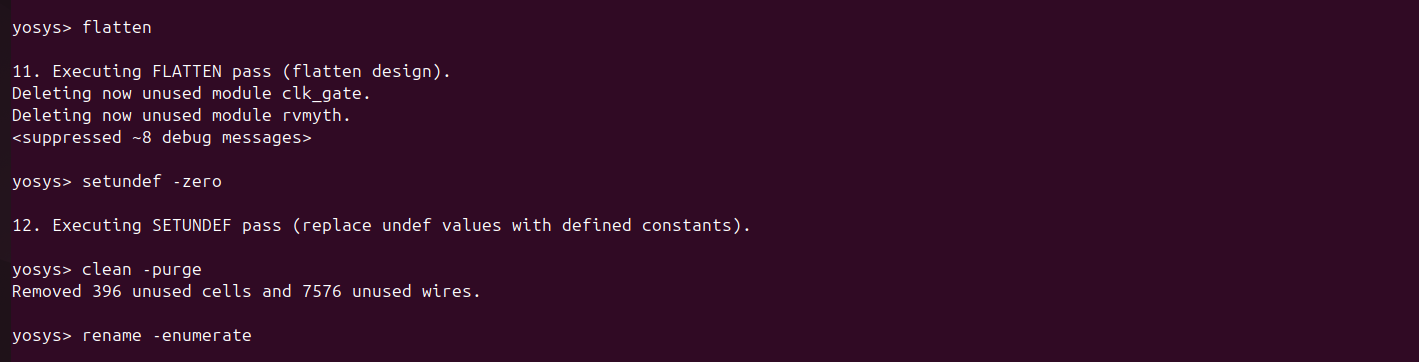 yosys> flatten
11. Executing FLATTEN pass (flatten design).
Deleting now unused module clk_gate.
Deleting now unused module rvmyth.
<suppressed ~8 debug messages>
yosys> setundef -zero
12. Executing SETUNDEF pass (replace undef values with defined constants).
yosys> clean -purge
Removed 396 unused cells and 7576 unused wires.
yosys> rename -enumerate